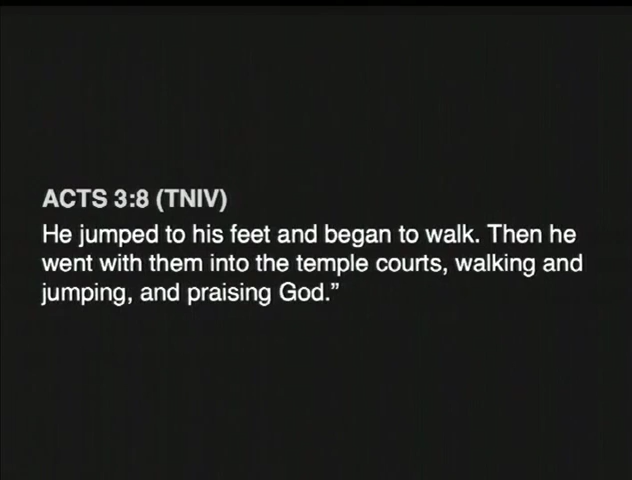 ACTS 3:8 (TNIV)
He jumped to his feet and began to walk. Then he
went with them into the temple courts, walking and
jumping, and praising God.”